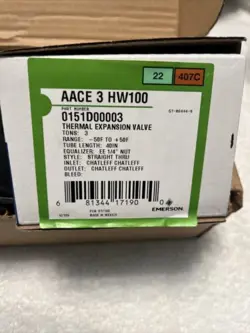 22 407C
AACE 3 HW100
PART NUMBER
0151D00003
THERMAL EXPANSION VALVE
TONS: 3
RANGE: -50F TO +50F
TUBE LENGTH: 40IN
EQUALIZER: EE 1/4" NUT
STYLE: STRAIGHT THRU
INLET: CHATLEFF CHATLEFF
OUTLET: CHATLEFF CHATLEFF
BLEED:
6 81344 17190 0
EMERSON.
MADE IN MEXICO